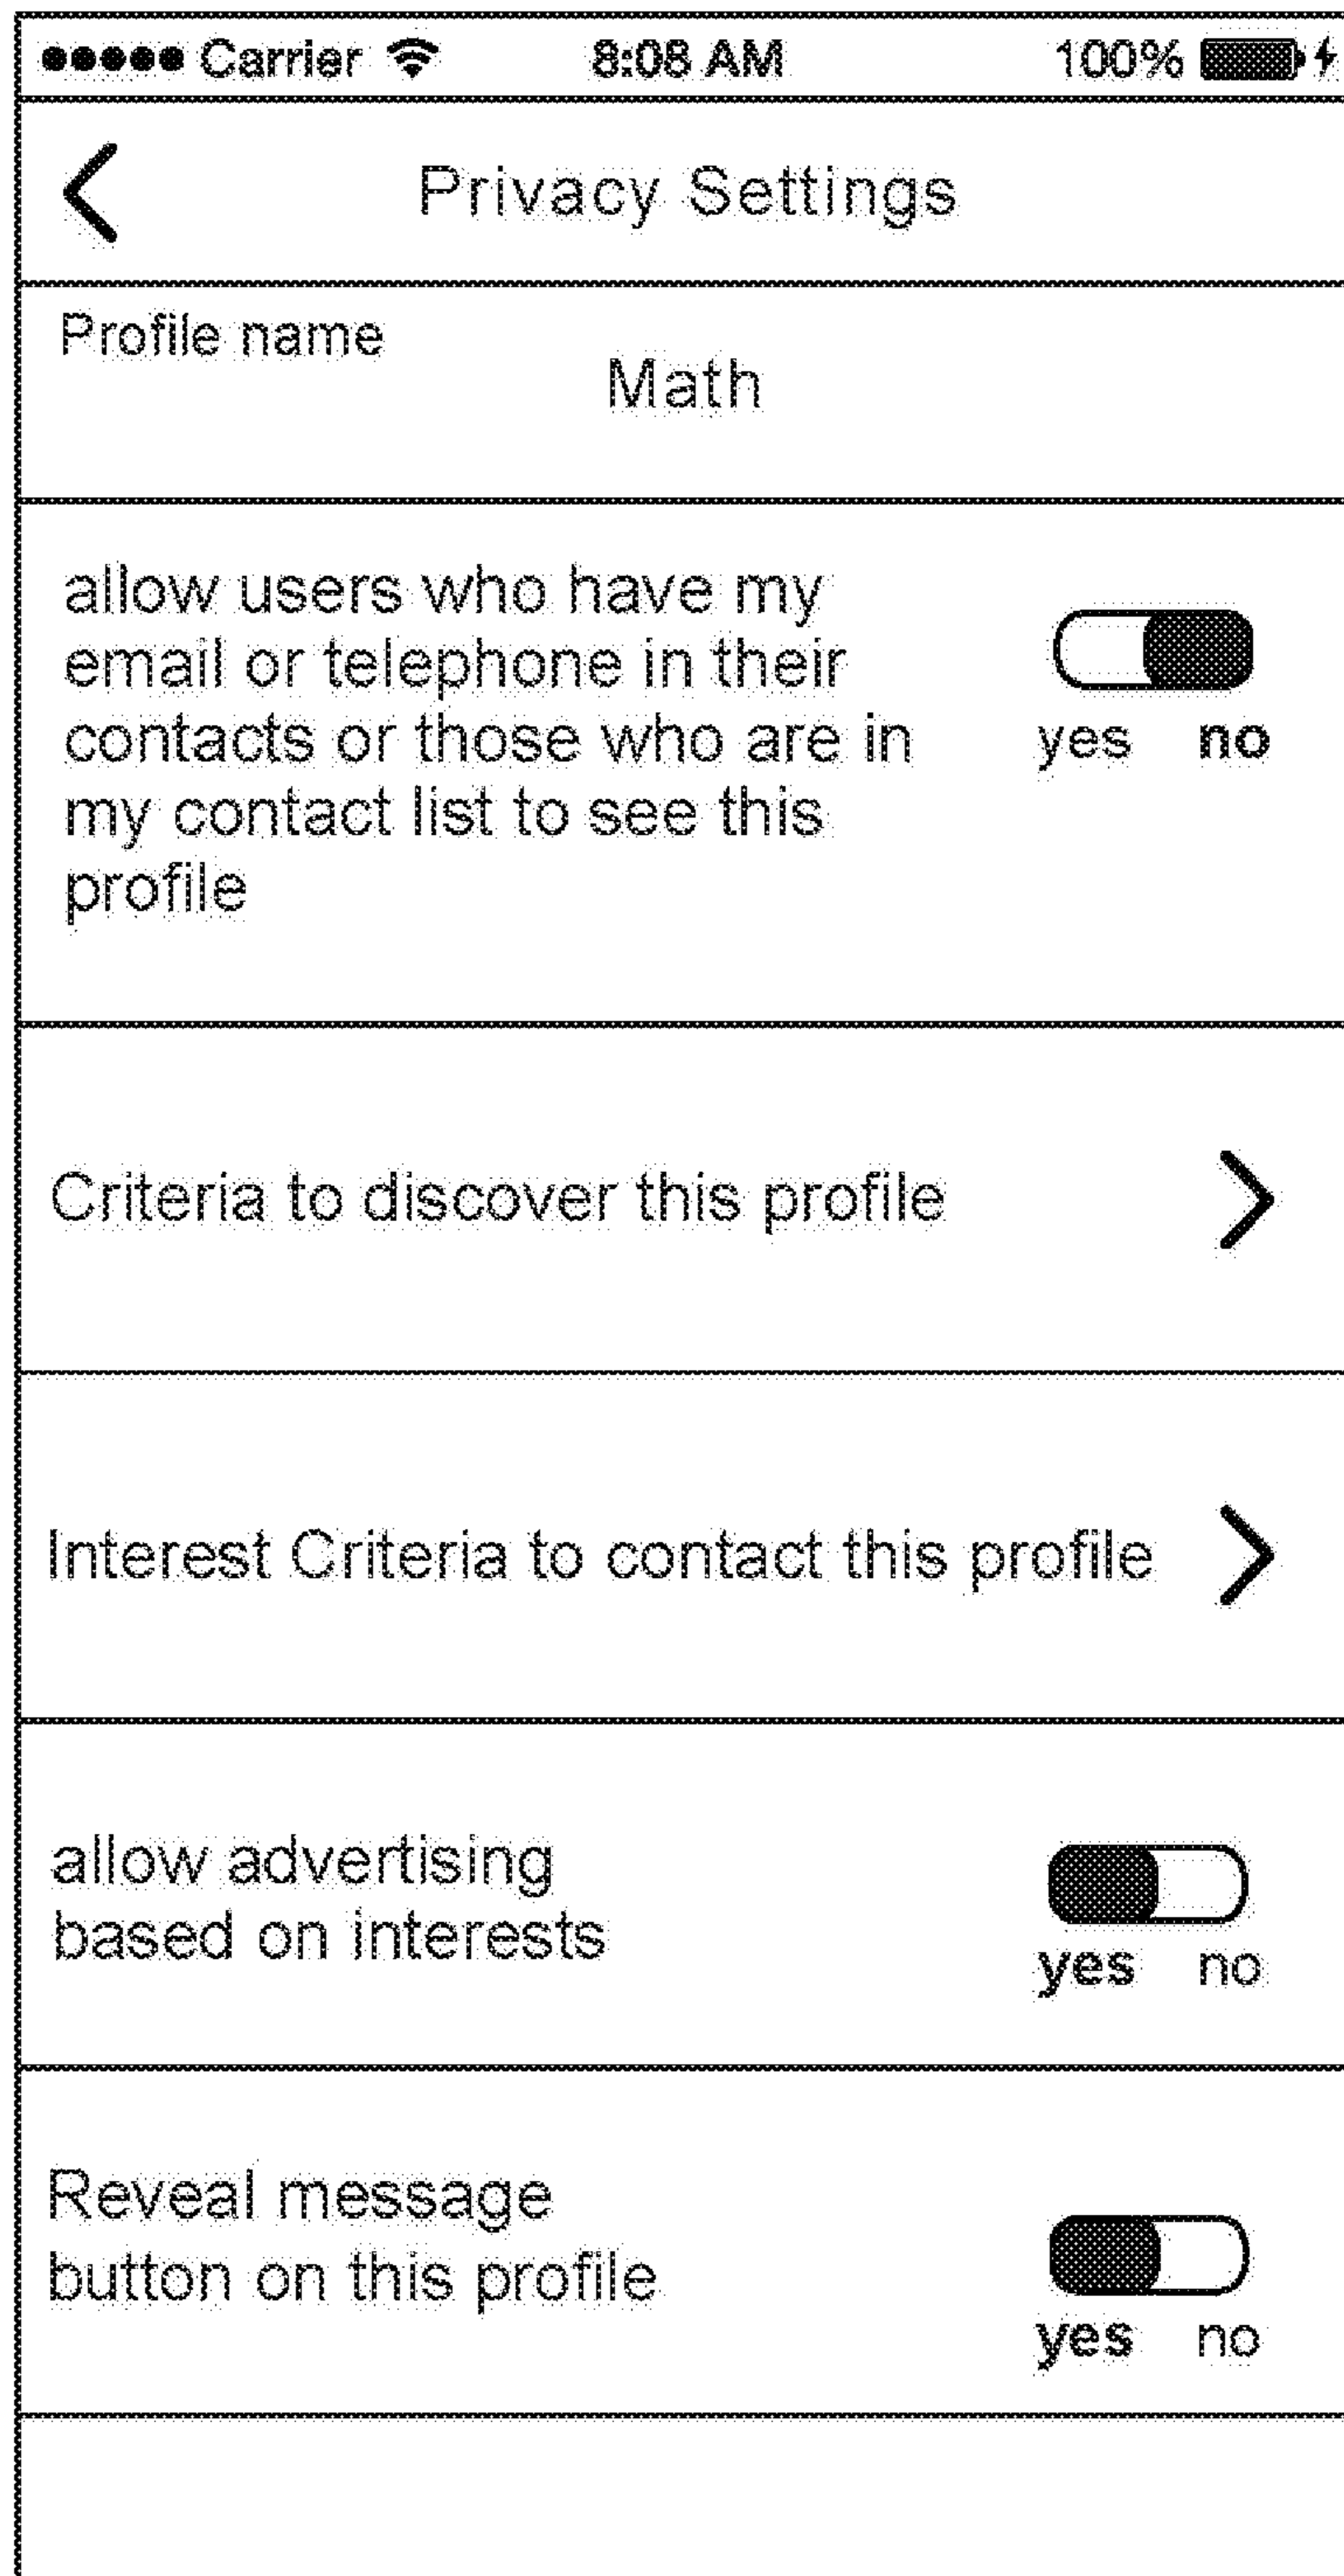 Carrier 8:08 AM 100%
Privacy Settings
Profile name
Math
allow users who have my
email or telephone in their
contacts or those who are in
my contact list to see this
profile
yes no
Criteria to discover this profile
Interest Criteria to contact this profile
allow advertising
based on interests
yes no
Reveal message
button on this profile
yes no